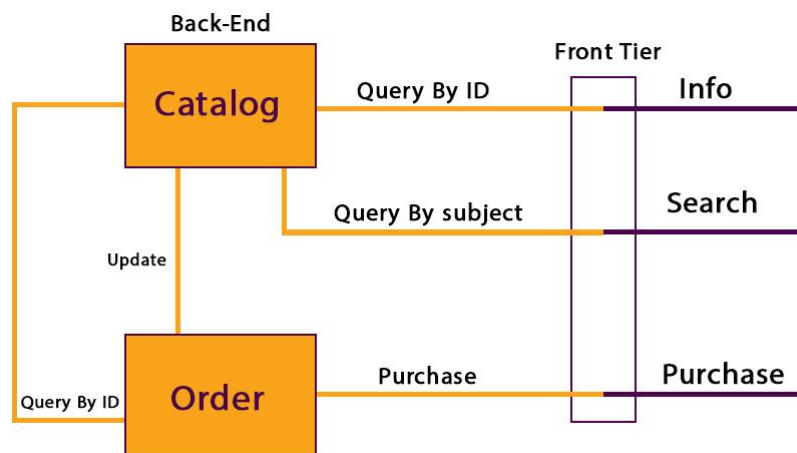 Back-End
Front Tier
Catalog
Query By ID
Info
Query By subject
Search
Update
Order
Query By ID
Purchase
Purchase